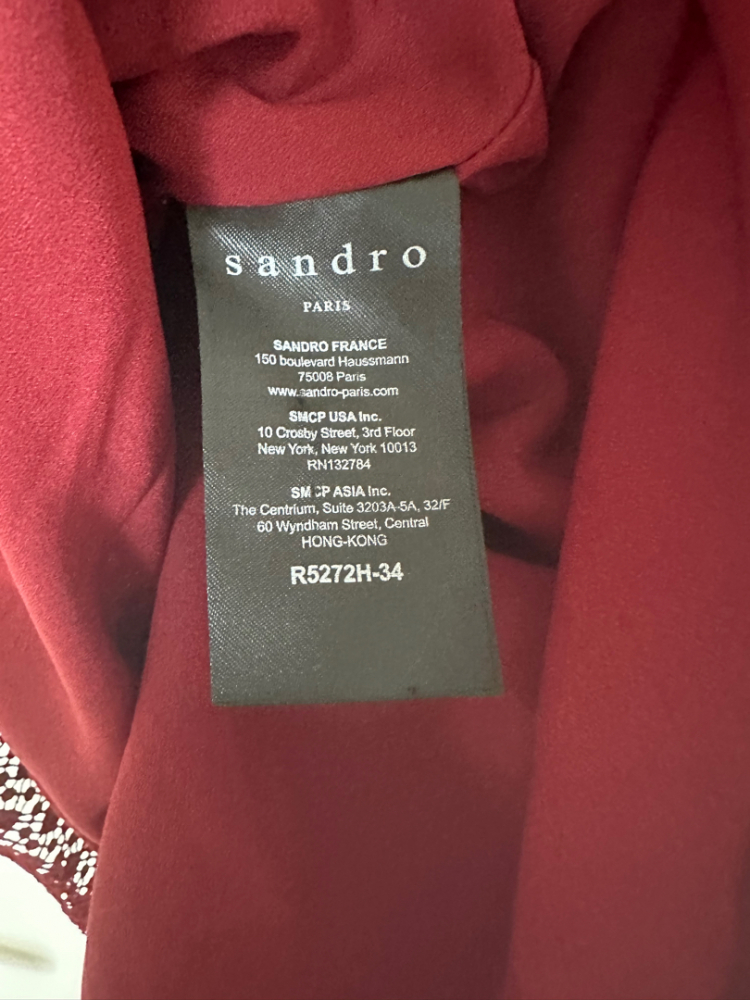 sandro
PARIS
SANDRO FRANCE
150 boulevard Haussmann
75008 Paris
www.sandro-paris.com
SMCP USA Inc.
10 Crosby Street, 3rd Floor
New York, New York 10013
RN132784
SMCP ASIA Inc.
The Centrium, Suite 3203A-5A, 32/F
60 Wyndham Street, Central
HONG-KONG
R5272H-34